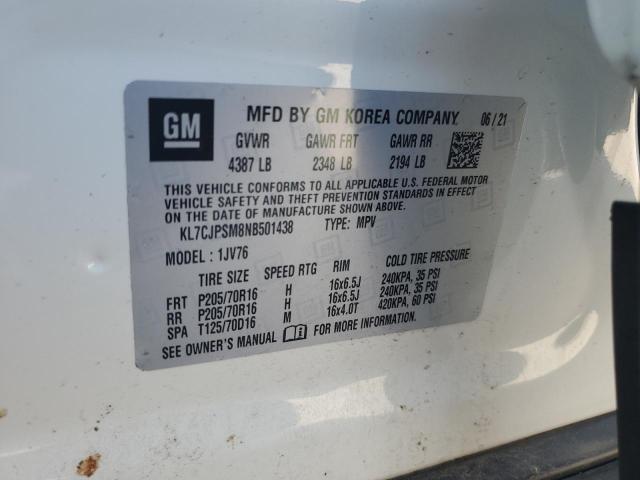 GM MFD BY GM KOREA COMPANY. 06/21
GVWR GAWR FRT GAWR RR
4387 LB 2348 LB 2194 LB
THIS VEHICLE CONFORMS TO ALL APPLICABLE U.S. FEDERAL MOTOR
VEHICLE SAFETY AND THEFT PREVENTION STANDARDS IN EFFECT
ON THE DATE OF MANUFACTURE SHOWN ABOVE.
KL7CJPSM8NB501438 TYPE: MPV
MODEL : 1JV76
TIRE SIZE SPEED RTG RIM COLD TIRE PRESSURE
FRT P205/70R16 H 16x6.5J 240KPA, 35 PSI
RR P205/70R16 H 16x6.5J 240KPA, 35 PSI
SPA T125/70D16 M 16x4.0T 420KPA, 60 PSI
SEE OWNER'S MANUAL FOR MORE INFORMATION.